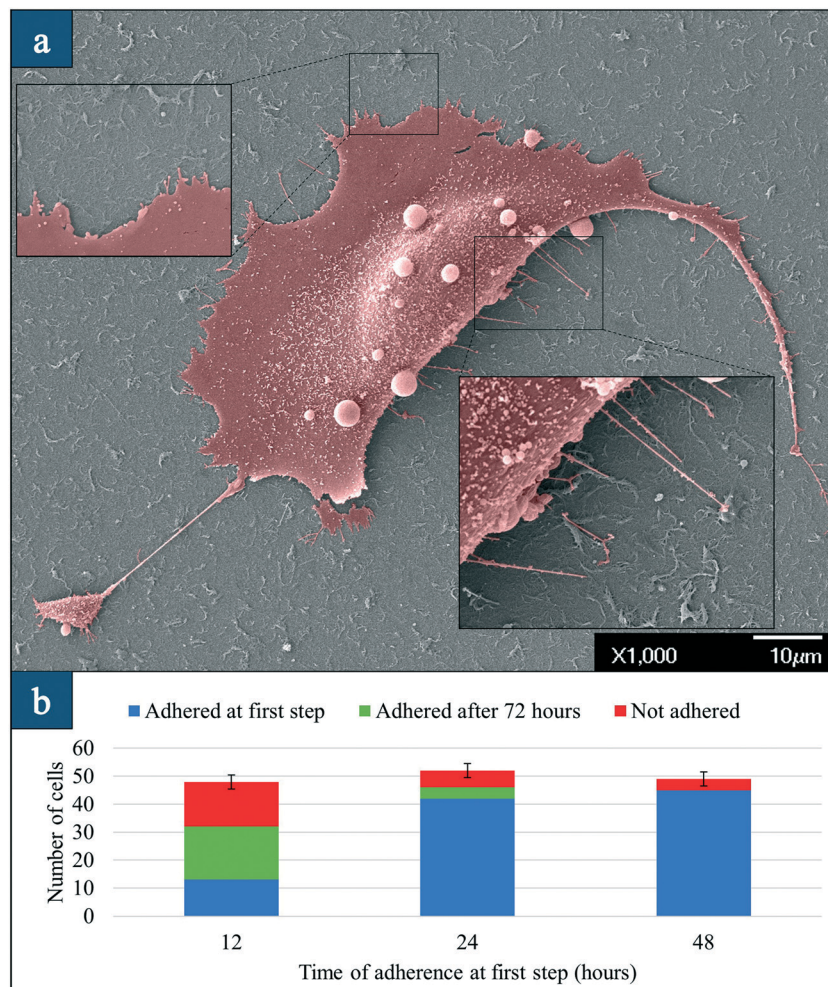 a
X1,000 10µm
b
Adhered at first step Adhered after 72 hours Not adhered
60
50
40
30
20
10
0
Number of cells
12 24 48
Time of adherence at first step (hours)